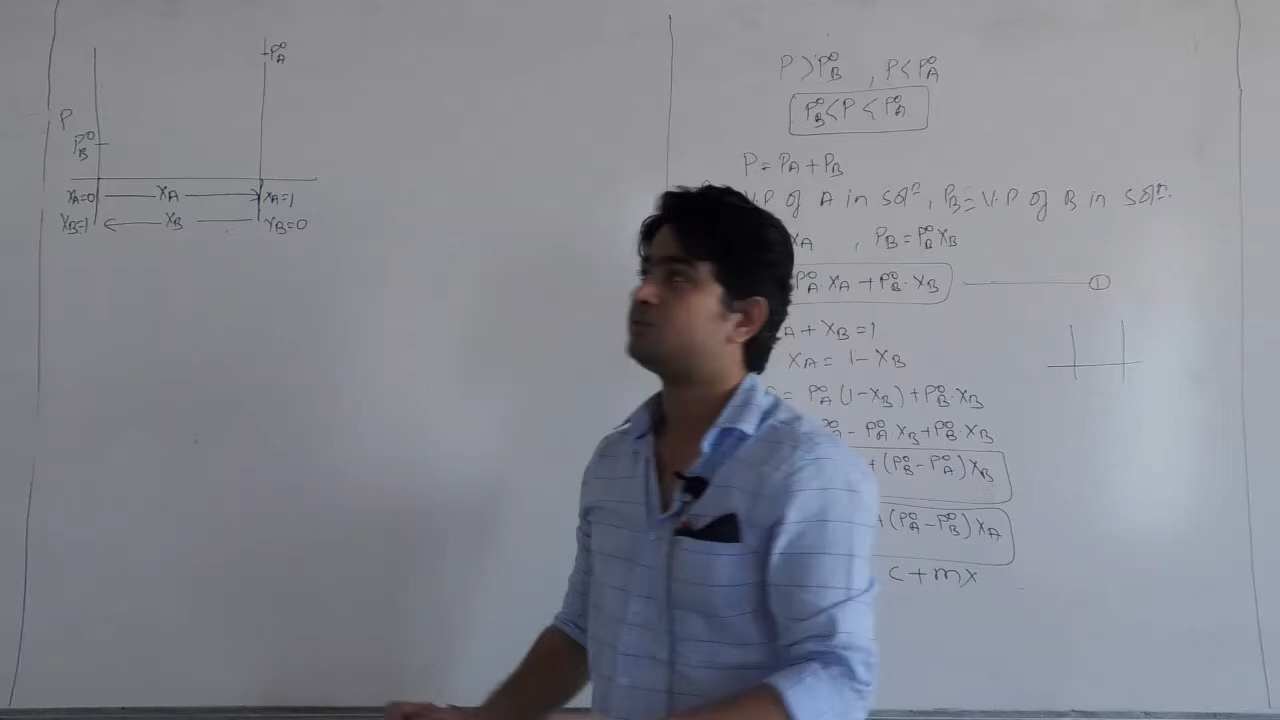 P°A
P
P°B
XA=0 XA XA=1
XB=1 XB XB=0
P > P°B , P < P°A
P°B < P < P°A
P = PA + PB
V.P of A in solⁿ, PB = V.P of B in solⁿ.
XA , PB = P°B XB
P°A . XA + P°B . XB ①
A + XB = 1
XA = 1 - XB
= P°A (1 - XB) + P°B . XB
- P°A . XB + P°B . XB
+ (P°B - P°A) XB
+ (P°A - P°B) XA
C + mx